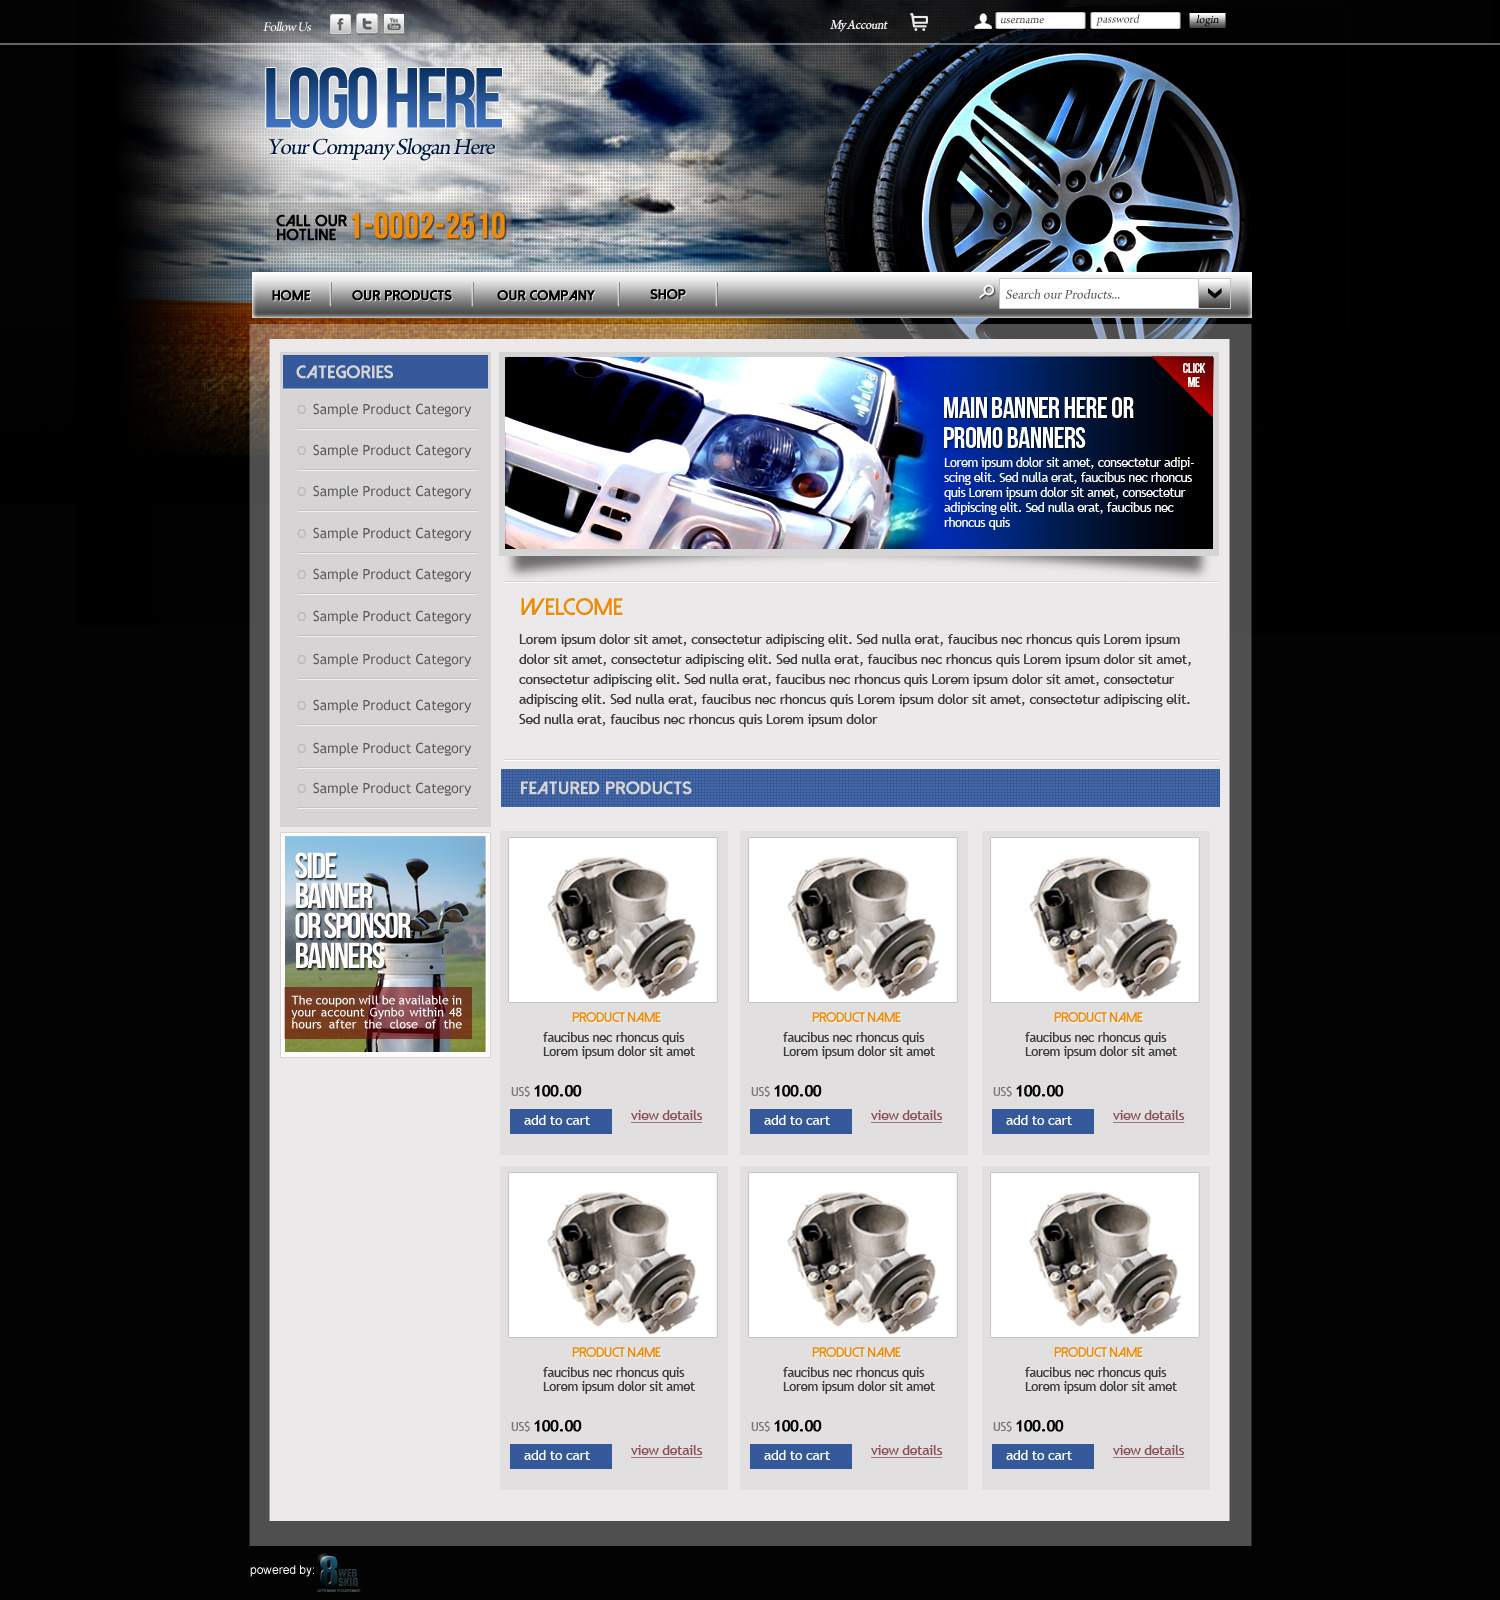 Follow Us
My Account
username
password
login
LOGO HERE
Your Company Slogan Here
CALL OUR
HOTLINE
1-0002-2510
HOME
OUR PRODUCTS
OUR COMPANY
SHOP
Search our Products...
CATEGORIES
Sample Product Category
Sample Product Category
Sample Product Category
Sample Product Category
Sample Product Category
Sample Product Category
Sample Product Category
Sample Product Category
Sample Product Category
Sample Product Category
SIDE
BANNER
OR SPONSOR
BANNERS
The coupon will be available in
your account Gynbo within 48
hours after the close of the
CLICK
ME
MAIN BANNER HERE OR
PROMO BANNERS
Lorem ipsum dolor sit amet, consectetur adipi-
scing elit. Sed nulla erat, faucibus nec rhoncus
quis Lorem ipsum dolor sit amet, consectetur
adipiscing elit. Sed nulla erat, faucibus nec
rhoncus quis
WELCOME
Lorem ipsum dolor sit amet, consectetur adipiscing elit. Sed nulla erat, faucibus nec rhoncus quis Lorem ipsum
dolor sit amet, consectetur adipiscing elit. Sed nulla erat, faucibus nec rhoncus quis Lorem ipsum dolor sit amet,
consectetur adipiscing elit. Sed nulla erat, faucibus nec rhoncus quis Lorem ipsum dolor sit amet, consectetur
adipiscing elit. Sed nulla erat, faucibus nec rhoncus quis Lorem ipsum dolor sit amet, consectetur adipiscing elit.
Sed nulla erat, faucibus nec rhoncus quis Lorem ipsum dolor
FEATURED PRODUCTS
PRODUCT NAME
faucibus nec rhoncus quis
Lorem ipsum dolor sit amet
US$ 100.00
add to cart
view details
PRODUCT NAME
faucibus nec rhoncus quis
Lorem ipsum dolor sit amet
US$ 100.00
add to cart
view details
PRODUCT NAME
faucibus nec rhoncus quis
Lorem ipsum dolor sit amet
US$ 100.00
add to cart
view details
PRODUCT NAME
faucibus nec rhoncus quis
Lorem ipsum dolor sit amet
US$ 100.00
add to cart
view details
PRODUCT NAME
faucibus nec rhoncus quis
Lorem ipsum dolor sit amet
US$ 100.00
add to cart
view details
PRODUCT NAME
faucibus nec rhoncus quis
Lorem ipsum dolor sit amet
US$ 100.00
add to cart
view details
powered by:
8 WEB